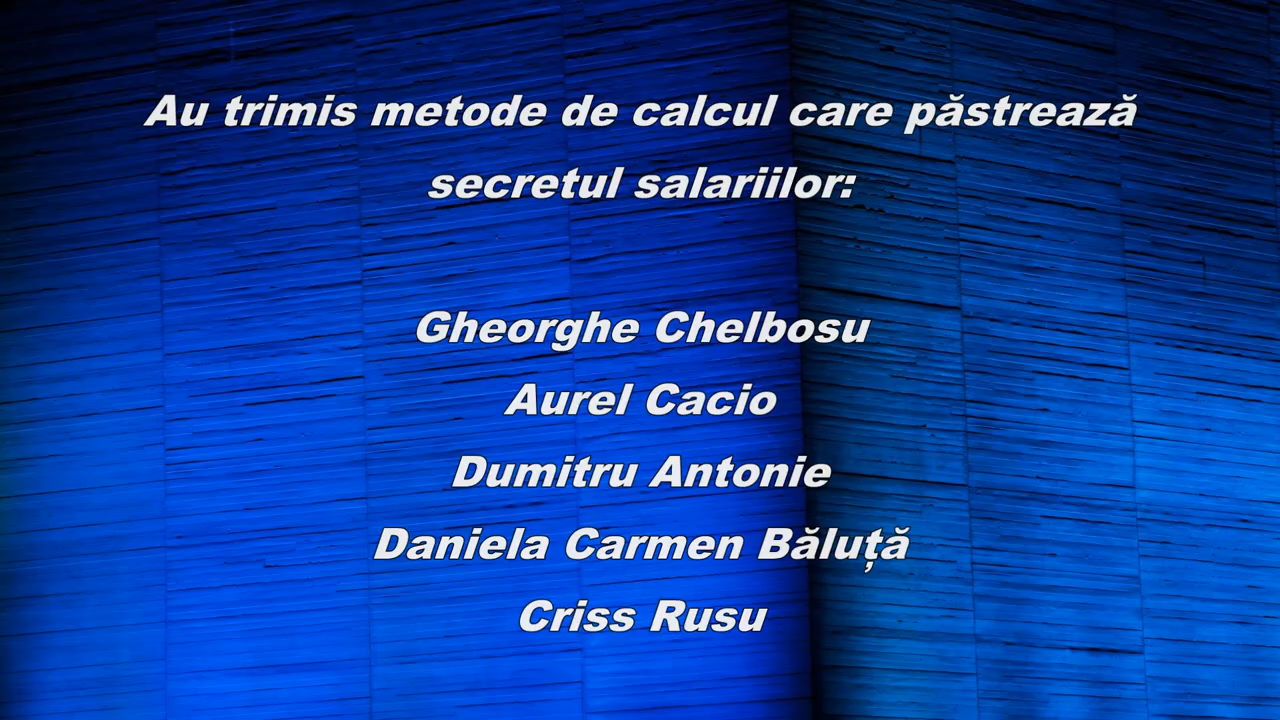 Au trimis metode de calcul care păstrează
secretul salariilor:
Gheorghe Chelbosu
Aurel Cacio
Dumitru Antonie
Daniela Carmen Băluță
Criss Rusu